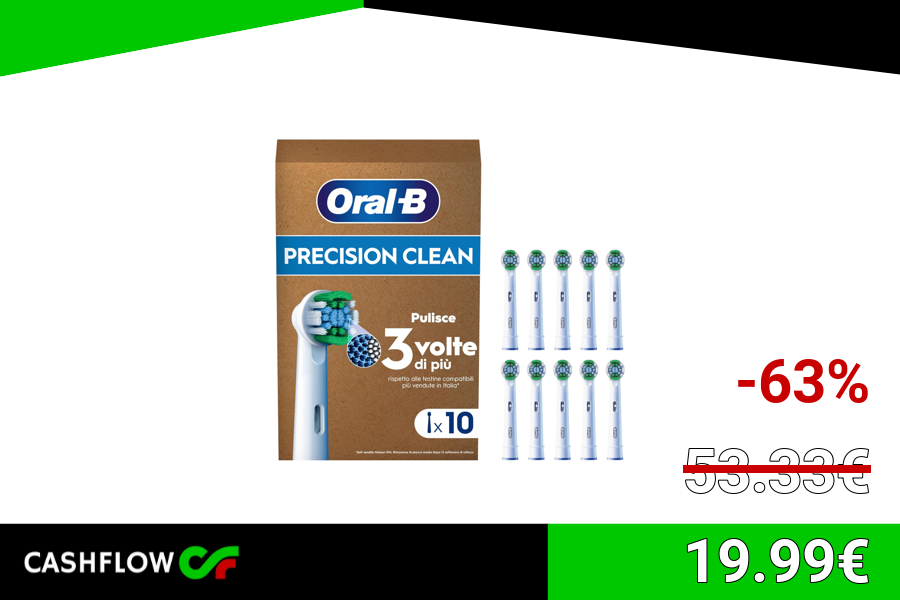 Oral-B
PRECISION CLEAN
Pulisce
3 volte
di più
rispetto alle testine compatibili
più vendute in Italia*
x10
-63%
53.33€
CASHFLOW
19.99€